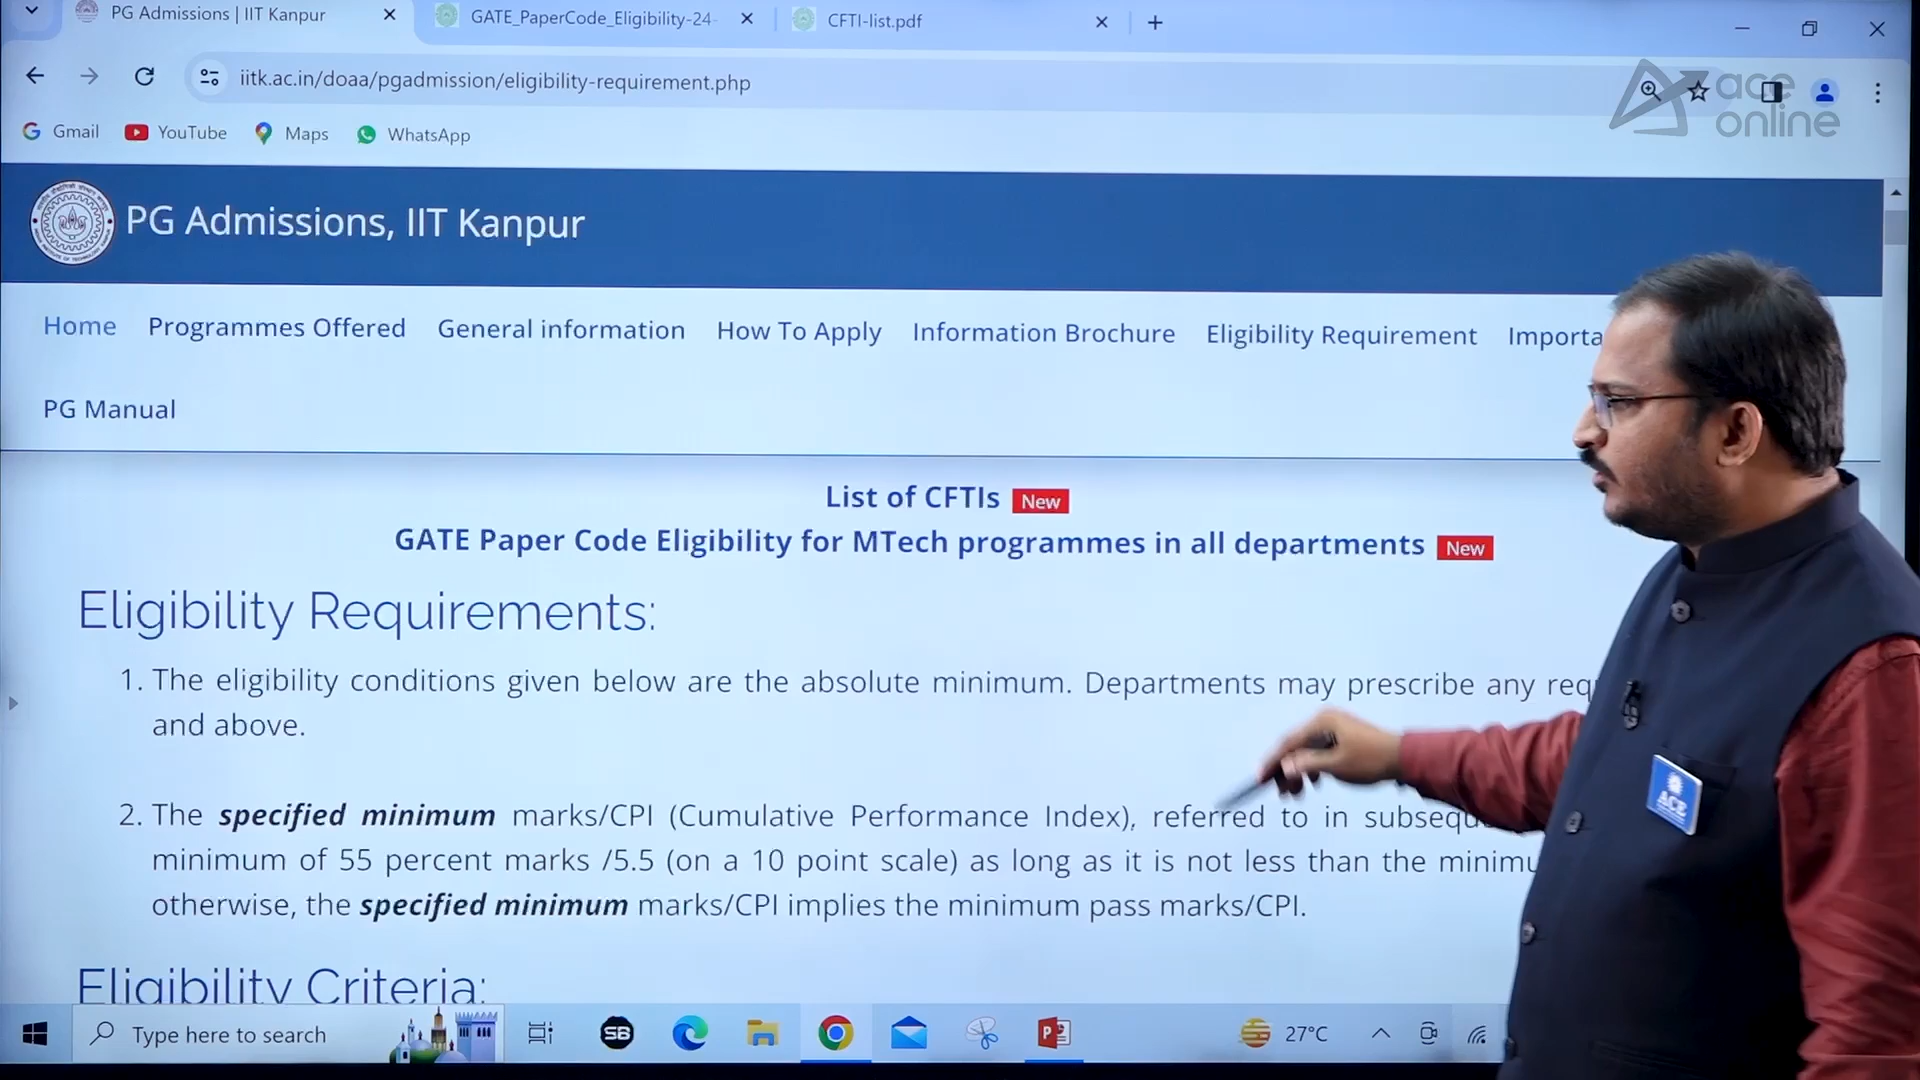 PG Admissions | IIT Kanpur
GATE_PaperCode_Eligibility-24-
CFTI-list.pdf
iitk.ac.in/doaa/pgadmission/eligibility-requirement.php
ace
online
Gmail
YouTube
Maps
WhatsApp
PG Admissions, IIT Kanpur
Home
Programmes Offered
General information
How To Apply
Information Brochure
Eligibility Requirement
Importa
PG Manual
List of CFTIs New
GATE Paper Code Eligibility for MTech programmes in all departments New
Eligibility Requirements:
1. The eligibility conditions given below are the absolute minimum. Departments may prescribe any req
and above.
2. The specified minimum marks/CPI (Cumulative Performance Index), referred to in subsequ
minimum of 55 percent marks /5.5 (on a 10 point scale) as long as it is not less than the minimu
otherwise, the specified minimum marks/CPI implies the minimum pass marks/CPI.
Eligibility Criteria:
Type here to search
SB
P
27°C
ACE